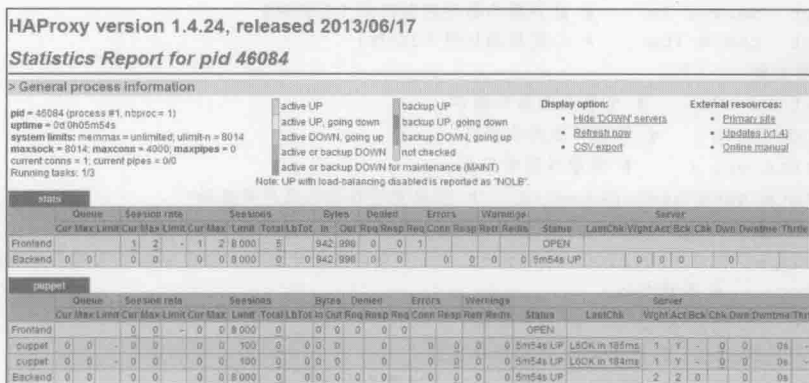 HAProxy version 1.4.24, released 2013/06/17
Statistics Report for pid 46084
> General process information
pid = 46084 (process #1, nbproc = 1)
uptime = 0d 0h05m54s
system limits: memmax = unlimited; ulimit-n = 8014
maxsock = 8014; maxconn = 4000; maxpipes = 0
current conns = 1; current pipes = 0/0
Running tasks: 1/3
active UP backup UP
active UP, going down backup UP, going down
active DOWN, going up backup DOWN, going up
active or backup DOWN not checked
active or backup DOWN for maintenance (MAINT)
Note: UP with load-balancing disabled is reported as "NOLB".
Display option:
Hide 'DOWN' servers
Refresh now
CSV export
External resources:
Primary site
Updates (v1.4)
Online manual
stats
Queue Session rate Sessions Bytes Denied Errors Warnings Server
Cur Max Limit Cur Max Limit Cur Max Limit Total LbTot In Out Req Resp Req Conn Resp Retr Redis Status LastChk Wght Act Bck Chk Dwn Dwntme Thrtle
Frontend 1 2 - 1 2 8 000 5 942 998 0 0 1 OPEN
Backend 0 0 0 0 0 0 8 000 0 0 942 998 0 0 0 0 0 0 5m54s UP 0 0 0 0
puppet
Queue Session rate Sessions Bytes Denied Errors Warnings Server
Cur Max Limit Cur Max Limit Cur Max Limit Total LbTot In Out Req Resp Req Conn Resp Retr Redis Status LastChk Wght Act Bck Chk Dwn Dwntme Thrtle
Frontend 0 0 - 0 0 8 000 0 0 0 0 0 0 OPEN
puppet 0 0 - 0 0 0 0 100 0 0 0 0 0 0 0 0 0 5m54s UP L6OK in 185ms 1 Y - 0 0 0s -
puppet 0 0 - 0 0 0 0 100 0 0 0 0 0 0 0 0 0 5m54s UP L6OK in 184ms 1 Y - 0 0 0s -
Backend 0 0 0 0 0 0 8 000 0 0 0 0 0 0 0 0 0 0 5m54s UP 2 2 0 0 0s